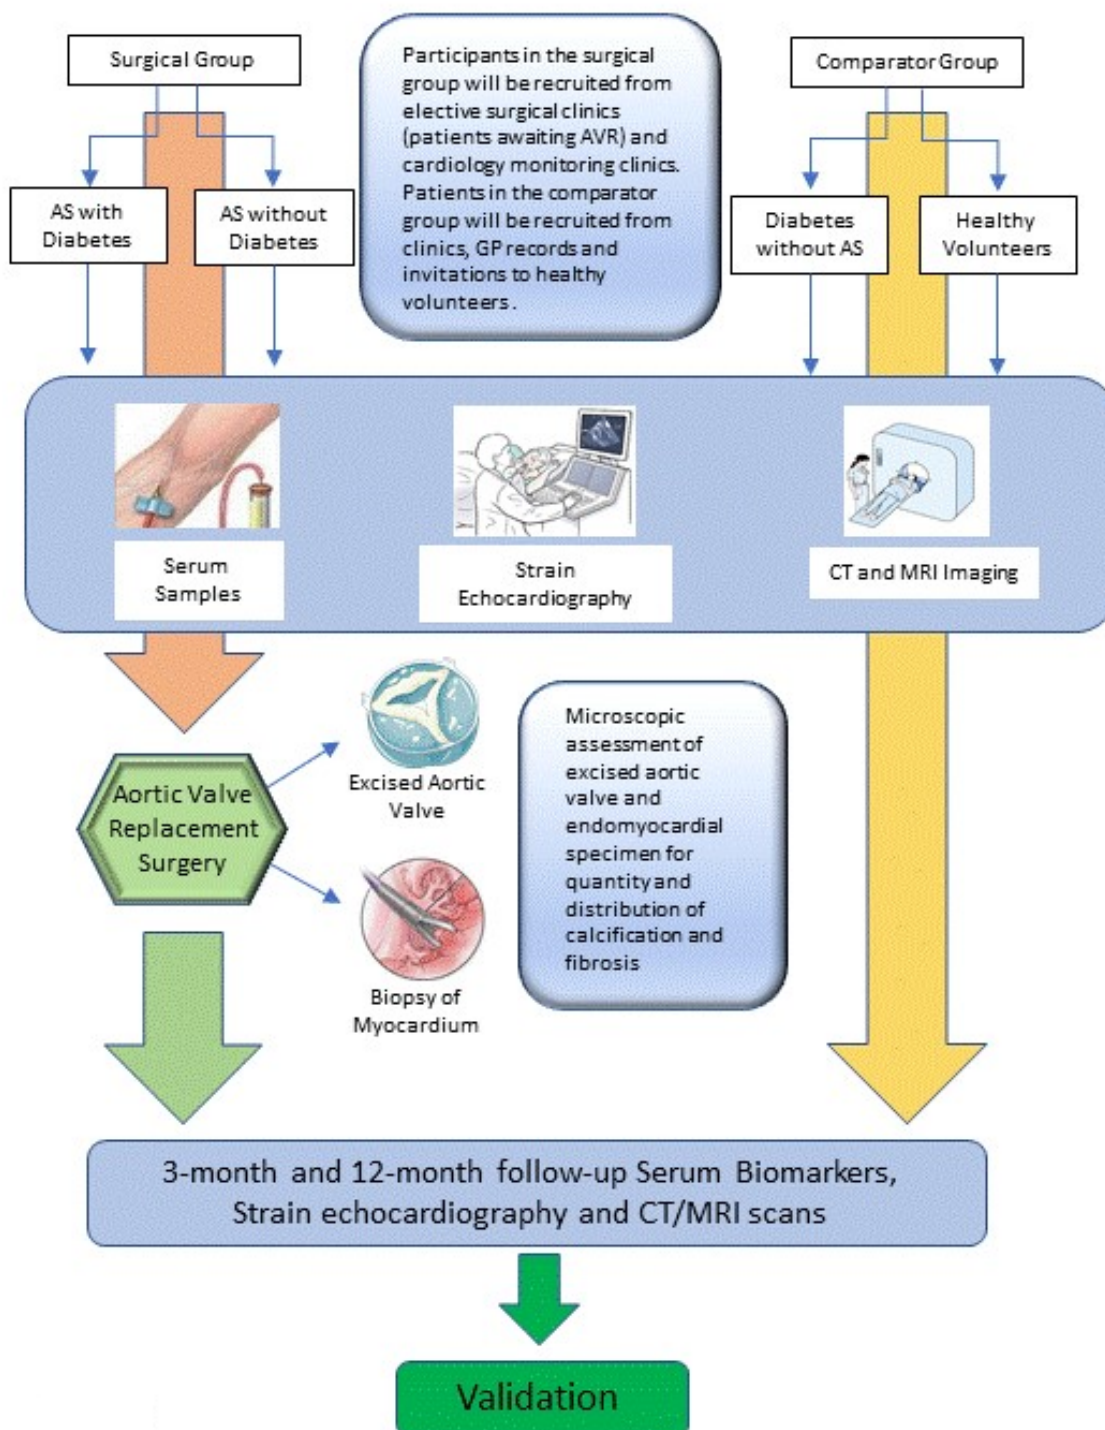 Surgical Group
Participants in the surgical
group will be recruited from
elective surgical clinics
(patients awaiting AVR) and
cardiology monitoring clinics.
Patients in the comparator
group will be recruited from
clinics, GP records and
invitations to healthy
volunteers.
Comparator Group
AS with
Diabetes
AS without
Diabetes
Diabetes
without AS
Healthy
Volunteers
Serum
Samples
Strain
Echocardiography
CT and MRI Imaging
Aortic Valve
Replacement
Surgery
Excised Aortic
Valve
Biopsy of
Myocardium
Microscopic
assessment of
excised aortic
valve and
endomyocardial
specimen for
quantity and
distribution of
calcification and
fibrosis
3-month and 12-month follow-up Serum Biomarkers,
Strain echocardiography and CT/MRI scans
Validation